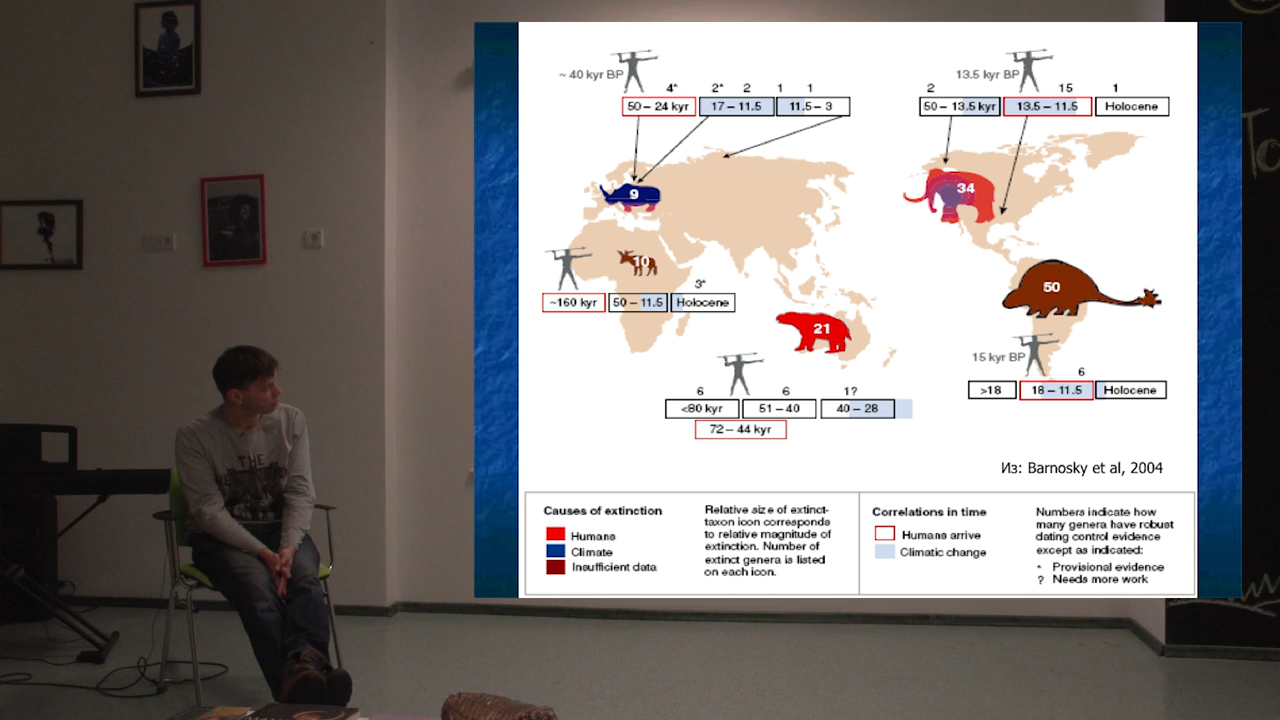 ~ 40 kyr BP
4* 2* 2 1 1
50 – 24 kyr 17 – 11.5 11.5 – 3
9
13.5 kyr BP
2 15 1
50 – 13.5 kyr 13.5 – 11.5 Holocene
34
10
3*
~160 kyr 50 – 11.5 Holocene
21
6 6 1?
<80 kyr 51 – 40 40 – 28
72 – 44 kyr
50
15 kyr BP
6
>18 18 – 11.5 Holocene
Из: Barnosky et al, 2004
Causes of extinction
Humans
Climate
Insufficient data
Relative size of extinct-
taxon icon corresponds
to relative magnitude of
extinction. Number of
extinct genera is listed
on each icon.
Correlations in time
Humans arrive
Climatic change
Numbers indicate how
many genera have robust
dating control evidence
except as indicated:
* Provisional evidence
? Needs more work
THE